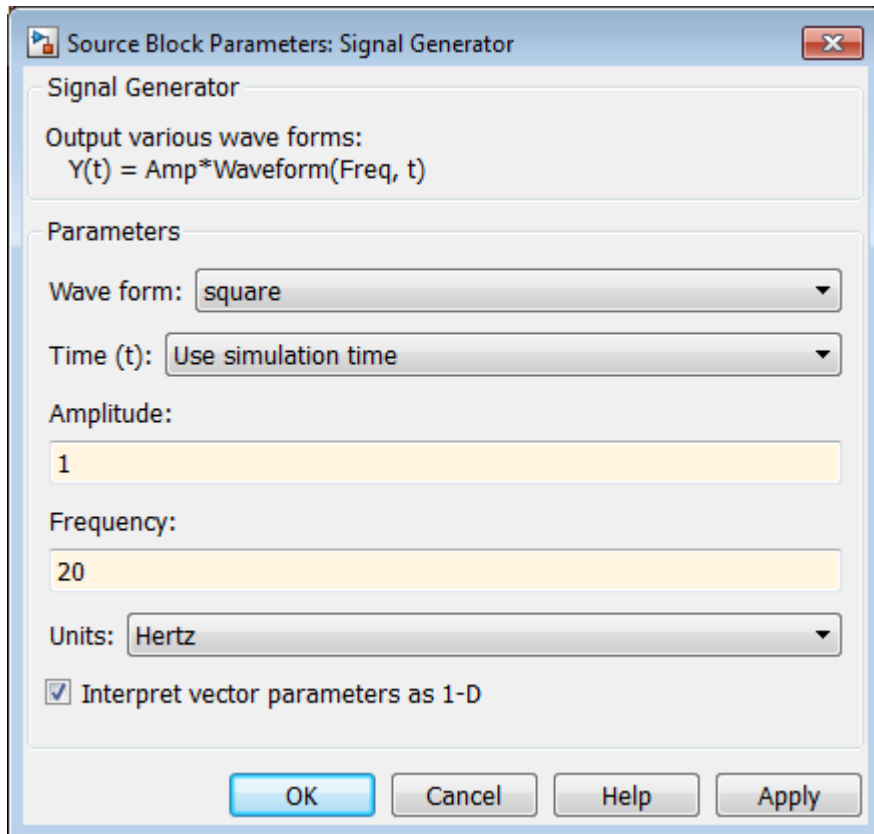 Source Block Parameters: Signal Generator
Signal Generator
Output various wave forms:
Y(t) = Amp*Waveform(Freq, t)
Parameters
Wave form: square
Time (t): Use simulation time
Amplitude:
1
Frequency:
20
Units: Hertz
Interpret vector parameters as 1-D
OK Cancel Help Apply